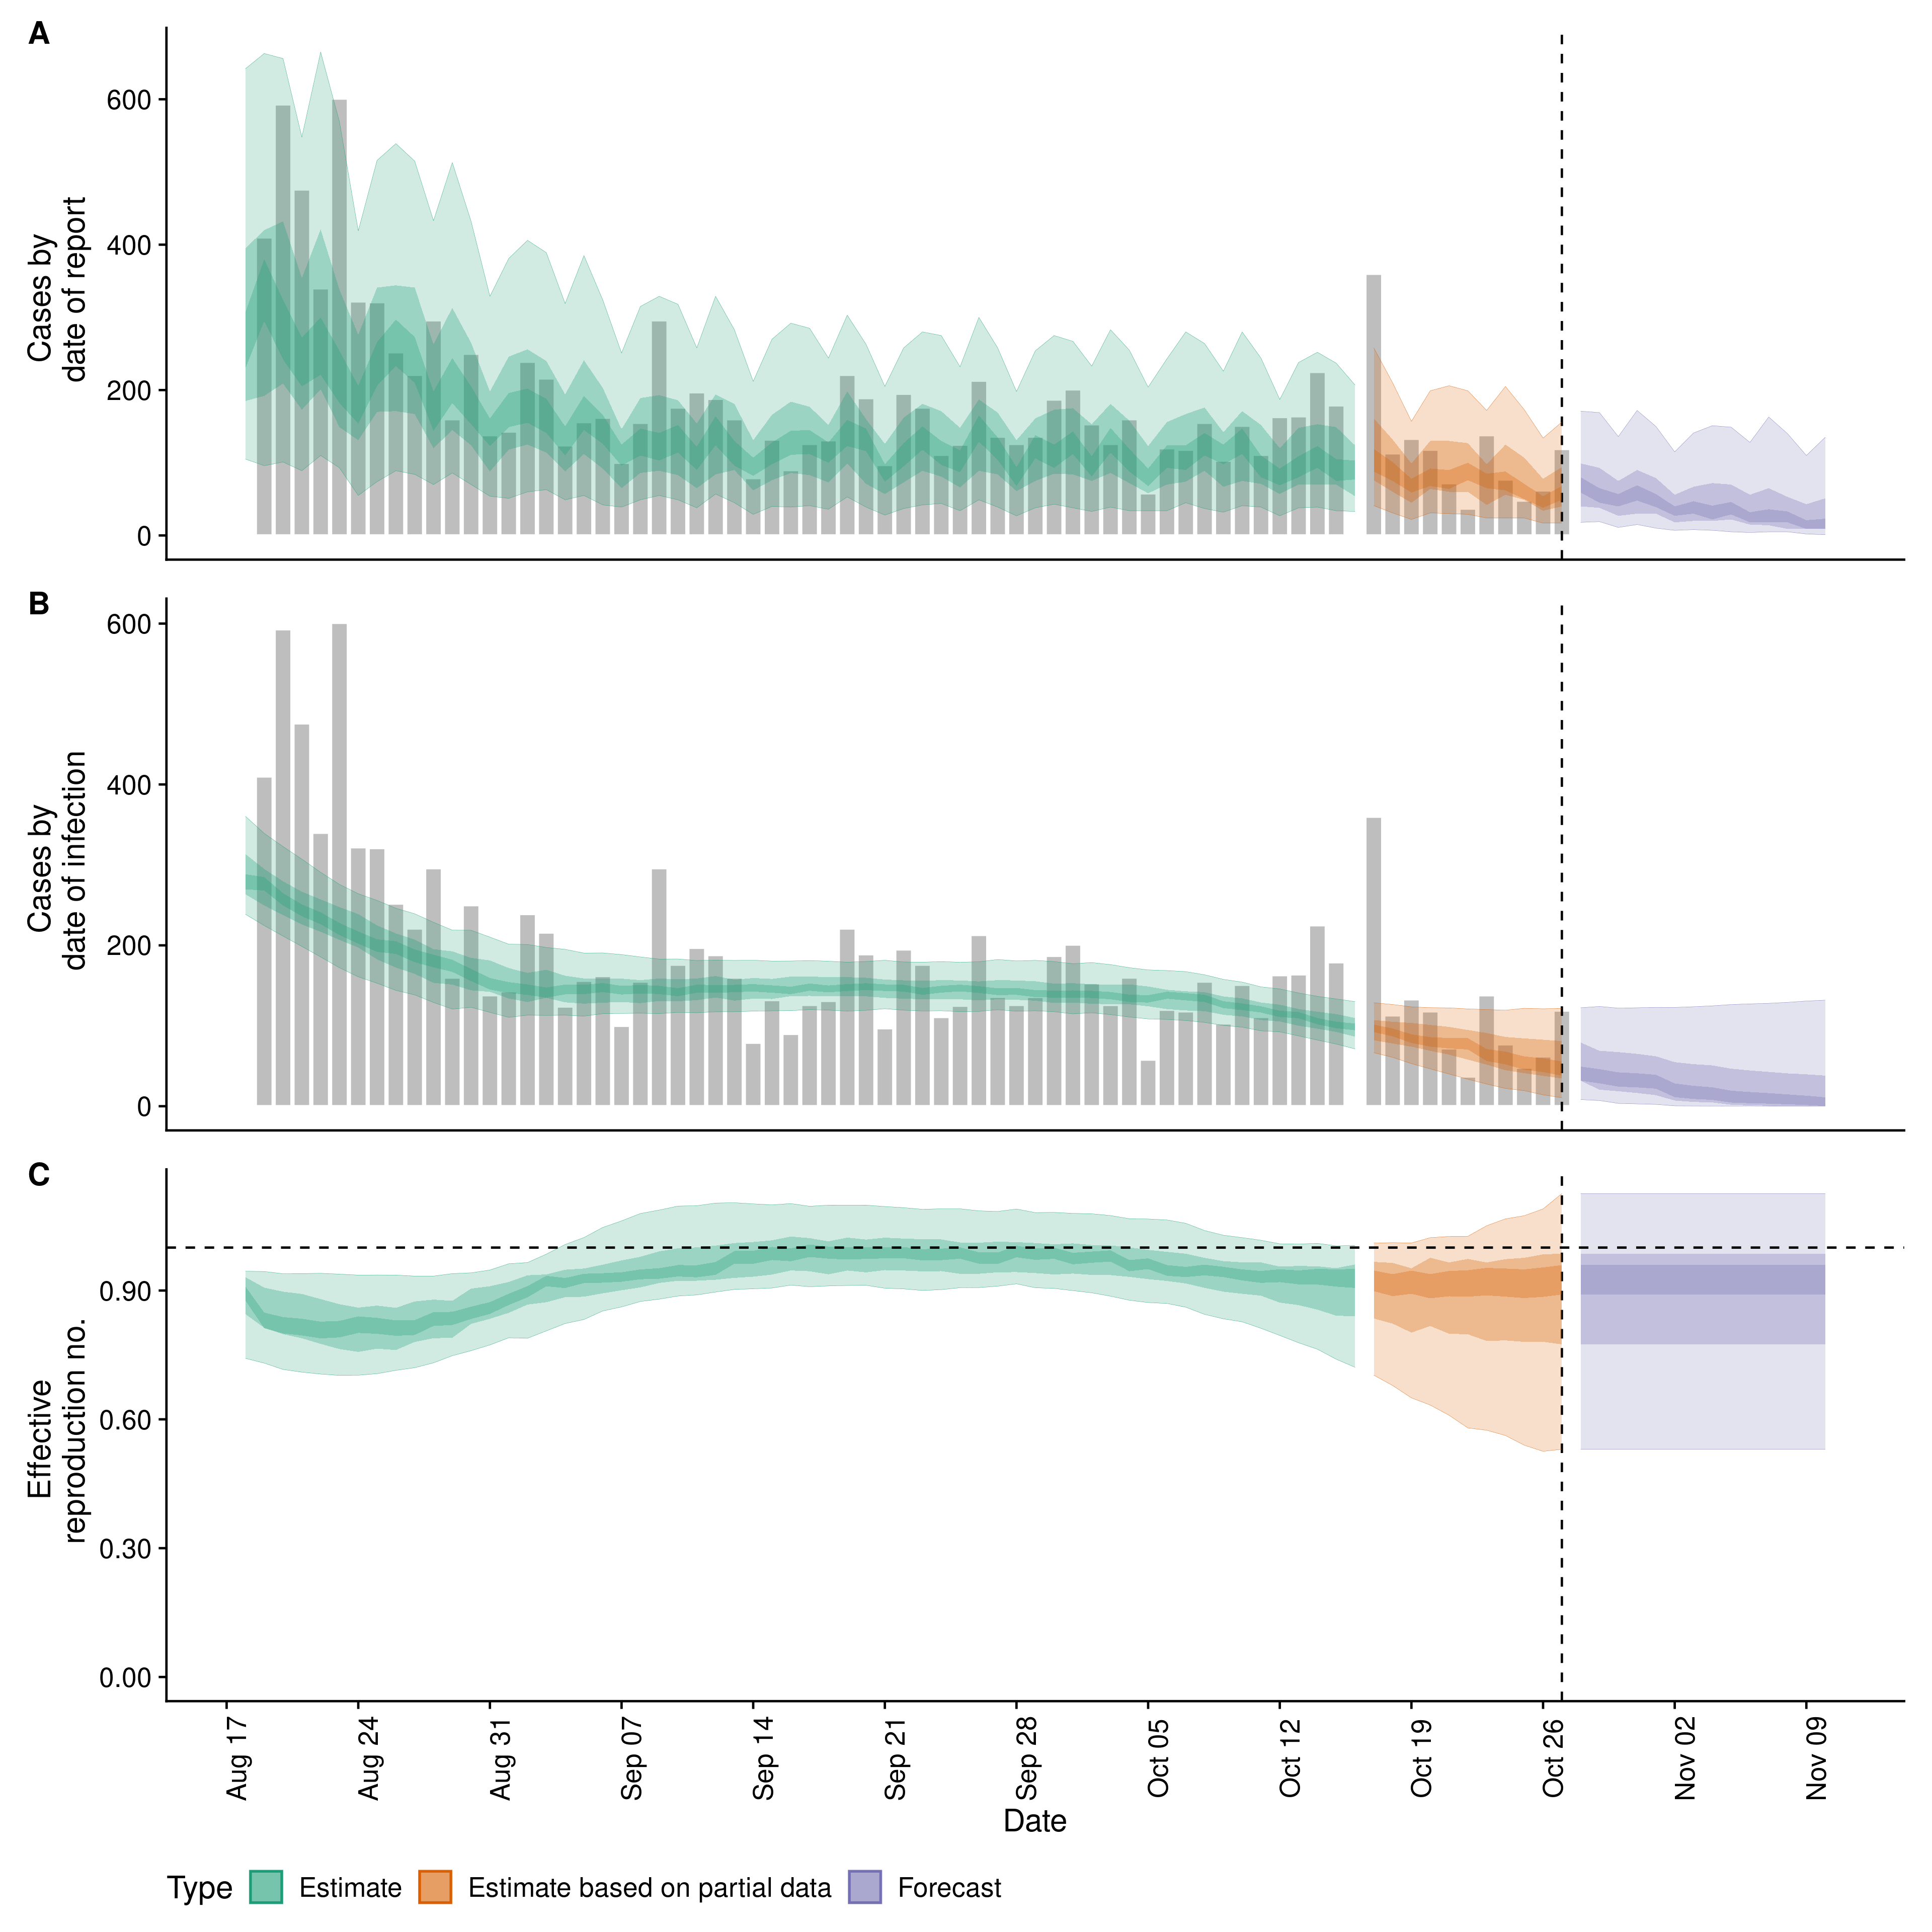 A
Cases by
date of report
600
400
200
0
B
Cases by
date of infection
600
400
200
0
C
Effective
reproduction no.
0.90
0.60
0.30
0.00
Aug 17
Aug 24
Aug 31
Sep 07
Sep 14
Sep 21
Sep 28
Oct 05
Oct 12
Oct 19
Oct 26
Nov 02
Nov 09
Date
Type Estimate Estimate based on partial data Forecast